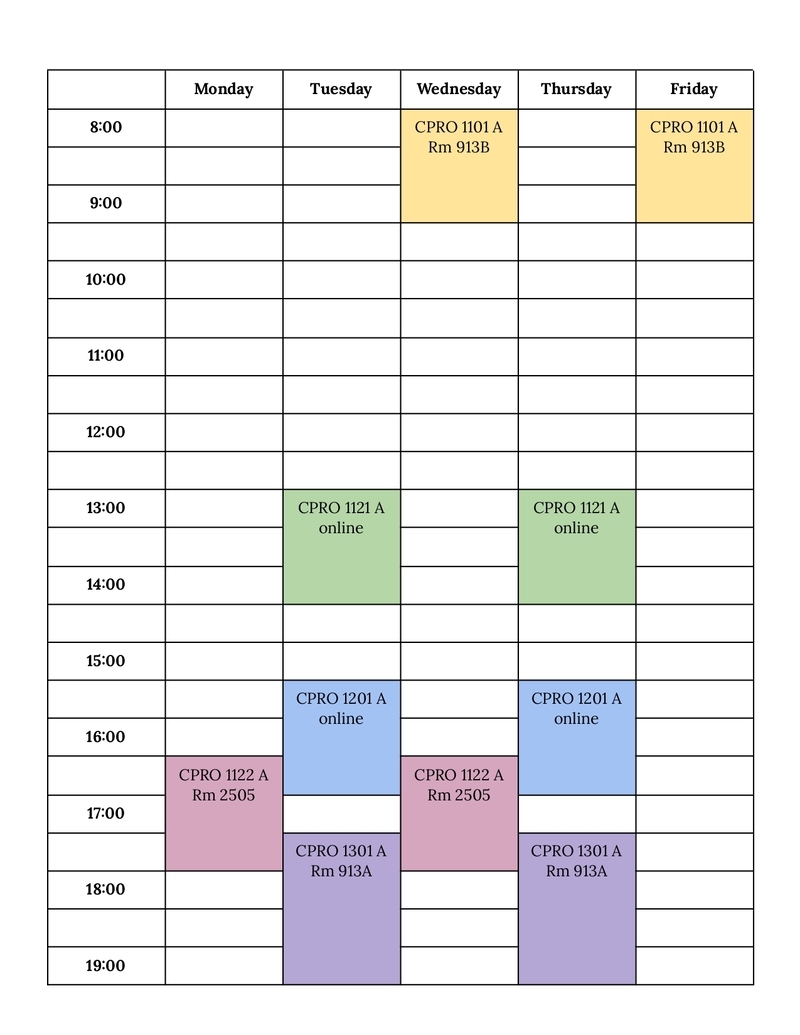 Monday Tuesday Wednesday Thursday Friday
8:00 CPRO 1101 A CPRO 1101 A
Rm 913B Rm 913B
9:00
10:00
11:00
12:00
13:00 CPRO 1121 A CPRO 1121 A
online online
14:00
15:00
CPRO 1201 A CPRO 1201 A
online online
16:00
CPRO 1122 A CPRO 1122 A
Rm 2505 Rm 2505
17:00
CPRO 1301 A CPRO 1301 A
Rm 913A Rm 913A
18:00
19:00